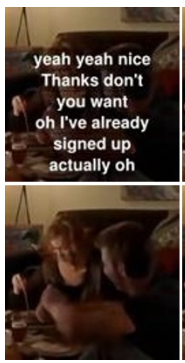 yeah yeah nice
Thanks don't
you want
oh I've already
signed up
actually oh